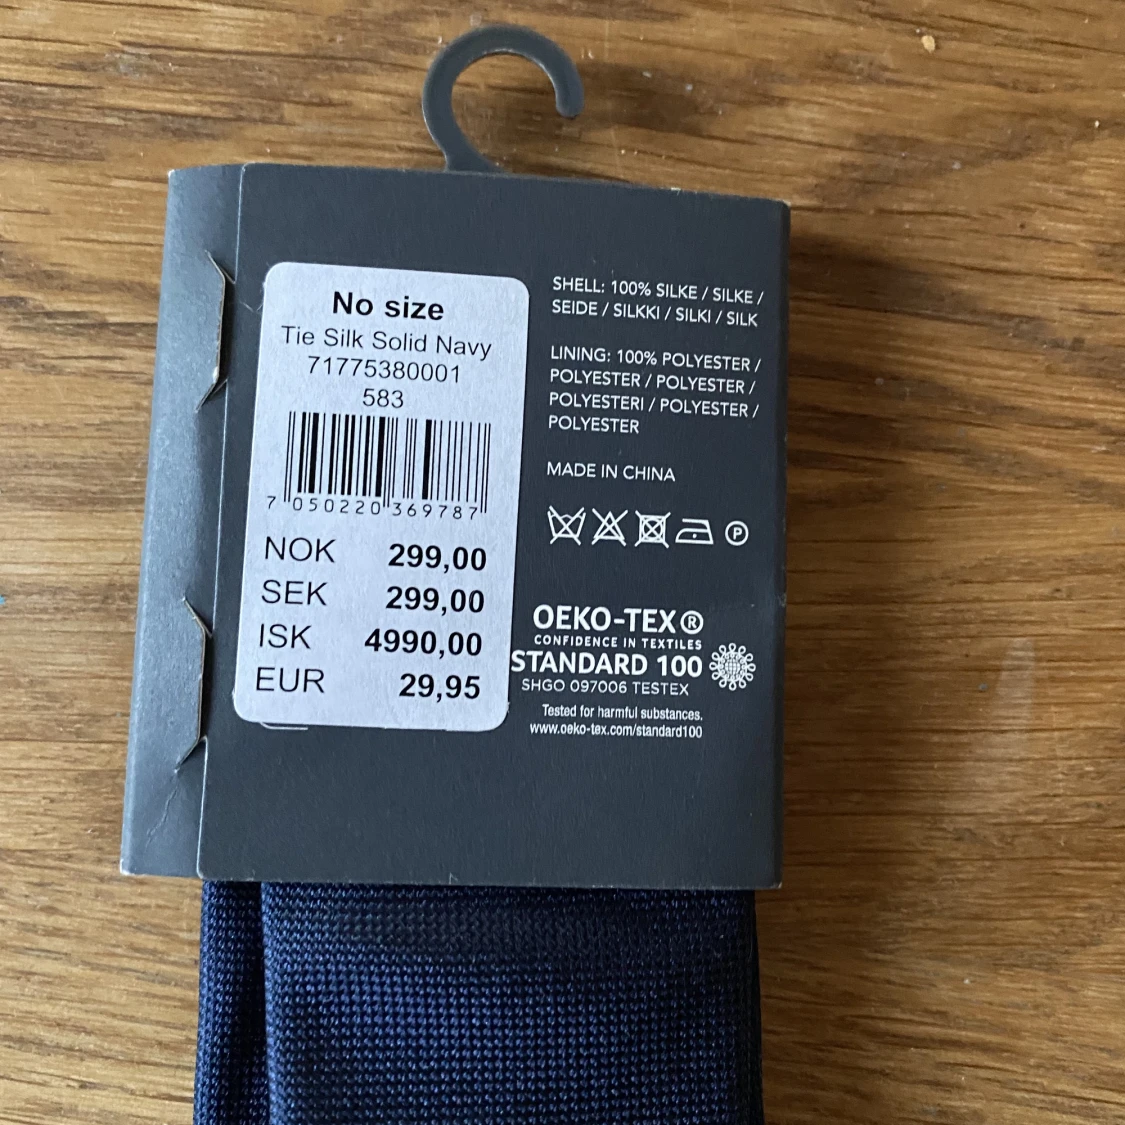 No size
Tie Silk Solid Navy
71775380001
583
7 050220 369787
NOK 299,00
SEK 299,00
ISK 4990,00
EUR 29,95
SHELL: 100% SILKE / SILKE /
SEIDE / SILKKI / SILKI / SILK
LINING: 100% POLYESTER /
POLYESTER / POLYESTER /
POLYESTERI / POLYESTER /
POLYESTER
MADE IN CHINA
P
OEKO-TEX®
CONFIDENCE IN TEXTILES
STANDARD 100
SHGO 097006 TESTEX
Tested for harmful substances.
www.oeko-tex.com/standard100